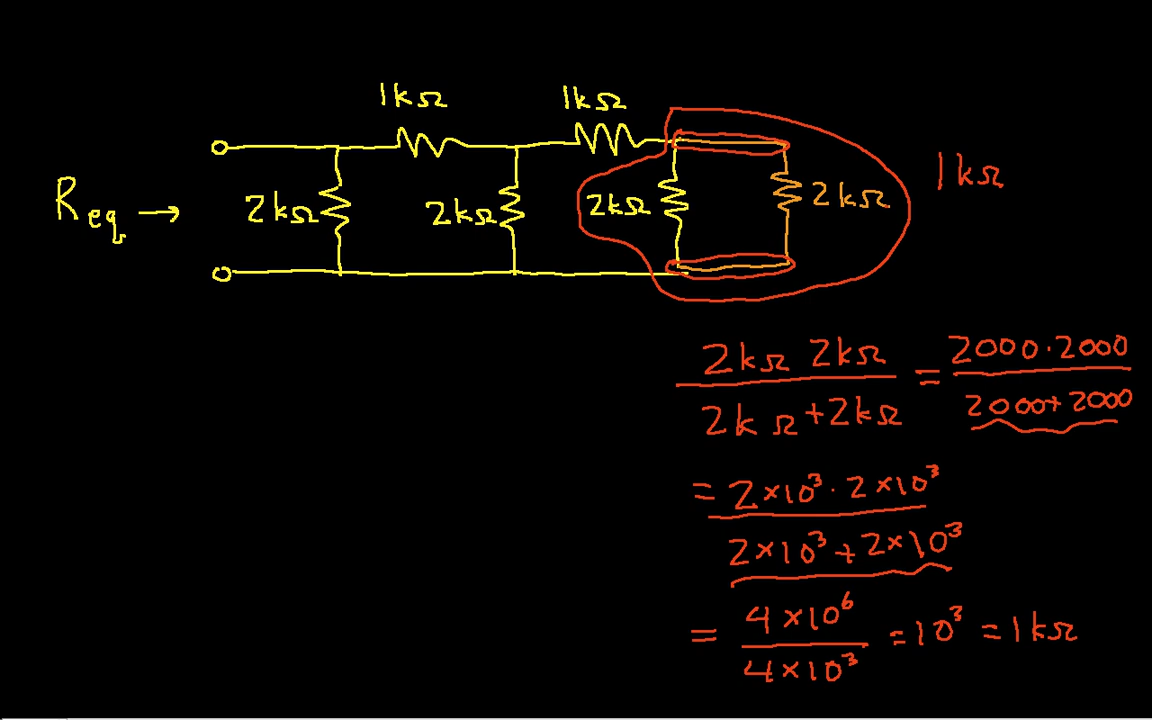 1kΩ 1kΩ
Req → 2kΩ 2kΩ 2kΩ 2kΩ 1kΩ
2kΩ 2kΩ / 2kΩ+2kΩ = 2000·2000 / 2000+2000
= 2×10³·2×10³ / 2×10³+2×10³
= 4×10⁶ / 4×10³ = 10³ = 1kΩ